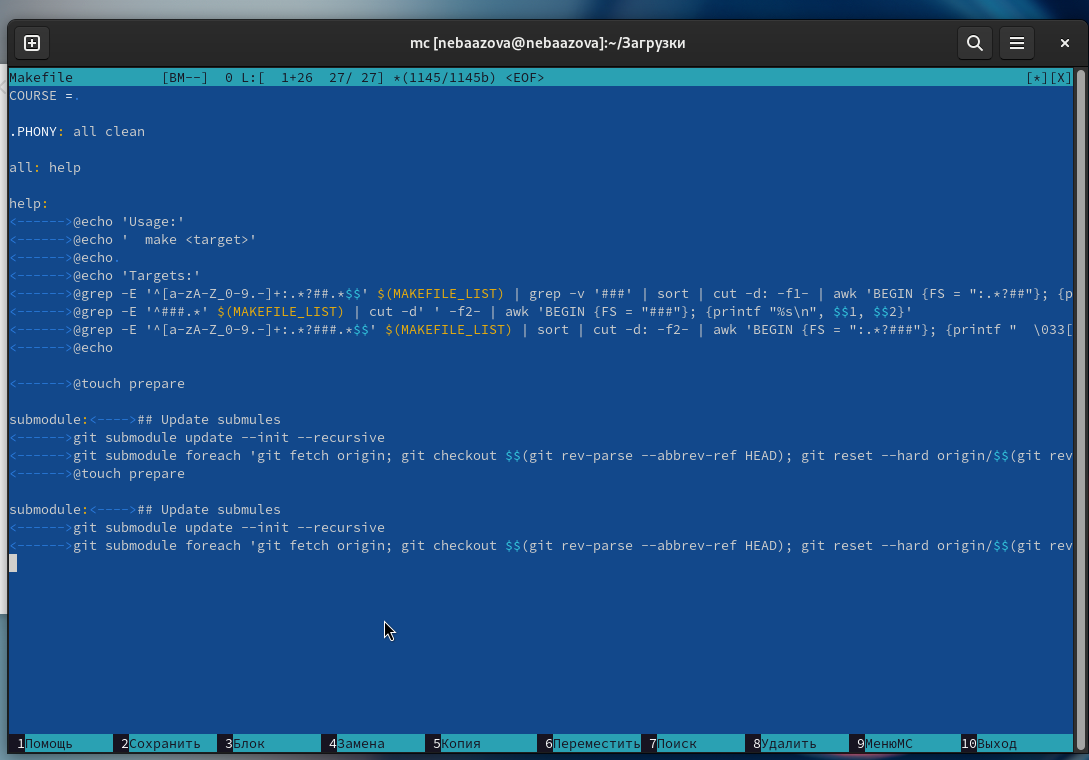 mc [nebaazova@nebaazova]:~/Загрузки
Makefile [BM--] 0 L:[ 1+26 27/ 27] *(1145/1145b) <EOF> [*][X]
COURSE =.
.PHONY: all clean
all: help
help:
<------>@echo 'Usage:'
<------>@echo '  make <target>'
<------>@echo.
<------>@echo 'Targets:'
<------>@grep -E '^[a-zA-Z_0-9.-]+:.*?##.*$$' $(MAKEFILE_LIST) | grep -v '###' | sort | cut -d: -f1- | awk 'BEGIN {FS = ":.*?##"}; {p
<------>@grep -E '^###.*' $(MAKEFILE_LIST) | cut -d' ' -f2- | awk 'BEGIN {FS = "###"}; {printf "%s\n", $$1, $$2}'
<------>@grep -E '^[a-zA-Z_0-9.-]+:.*?###.*$$' $(MAKEFILE_LIST) | sort | cut -d: -f2- | awk 'BEGIN {FS = ":.*?###"}; {printf "  \033[
<------>@echo
<------>@touch prepare
submodule:<---->## Update submules
<------>git submodule update --init --recursive
<------>git submodule foreach 'git fetch origin; git checkout $$(git rev-parse --abbrev-ref HEAD); git reset --hard origin/$$(git rev
<------>@touch prepare
submodule:<---->## Update submules
<------>git submodule update --init --recursive
<------>git submodule foreach 'git fetch origin; git checkout $$(git rev-parse --abbrev-ref HEAD); git reset --hard origin/$$(git rev
1Помощь 2Сохранить 3Блок 4Замена 5Копия 6Переместить 7Поиск 8Удалить 9МенюMC 10Выход